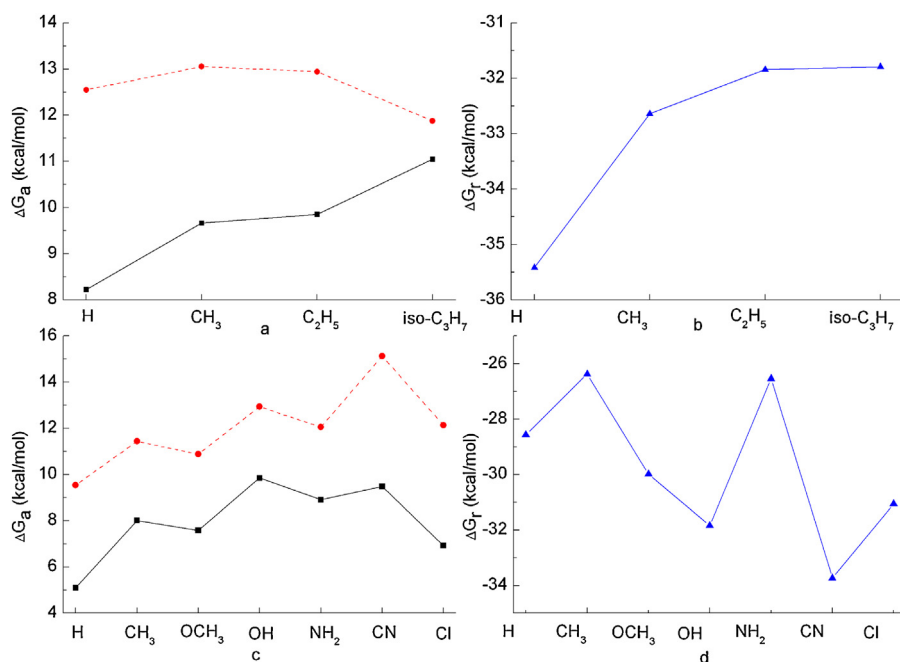 14
13
12
11
10
9
8
ΔGa (kcal/mol)
H
CH3
C2H5
iso-C3H7
a
-31
-32
-33
-34
-35
-36
ΔGr (kcal/mol)
H
CH3
C2H5
iso-C3H7
b
16
14
12
10
8
6
4
ΔGa (kcal/mol)
H
CH3
OCH3
OH
NH2
CN
Cl
c
-26
-28
-30
-32
-34
ΔGr (kcal/mol)
H
CH3
OCH3
OH
NH2
CN
Cl
d